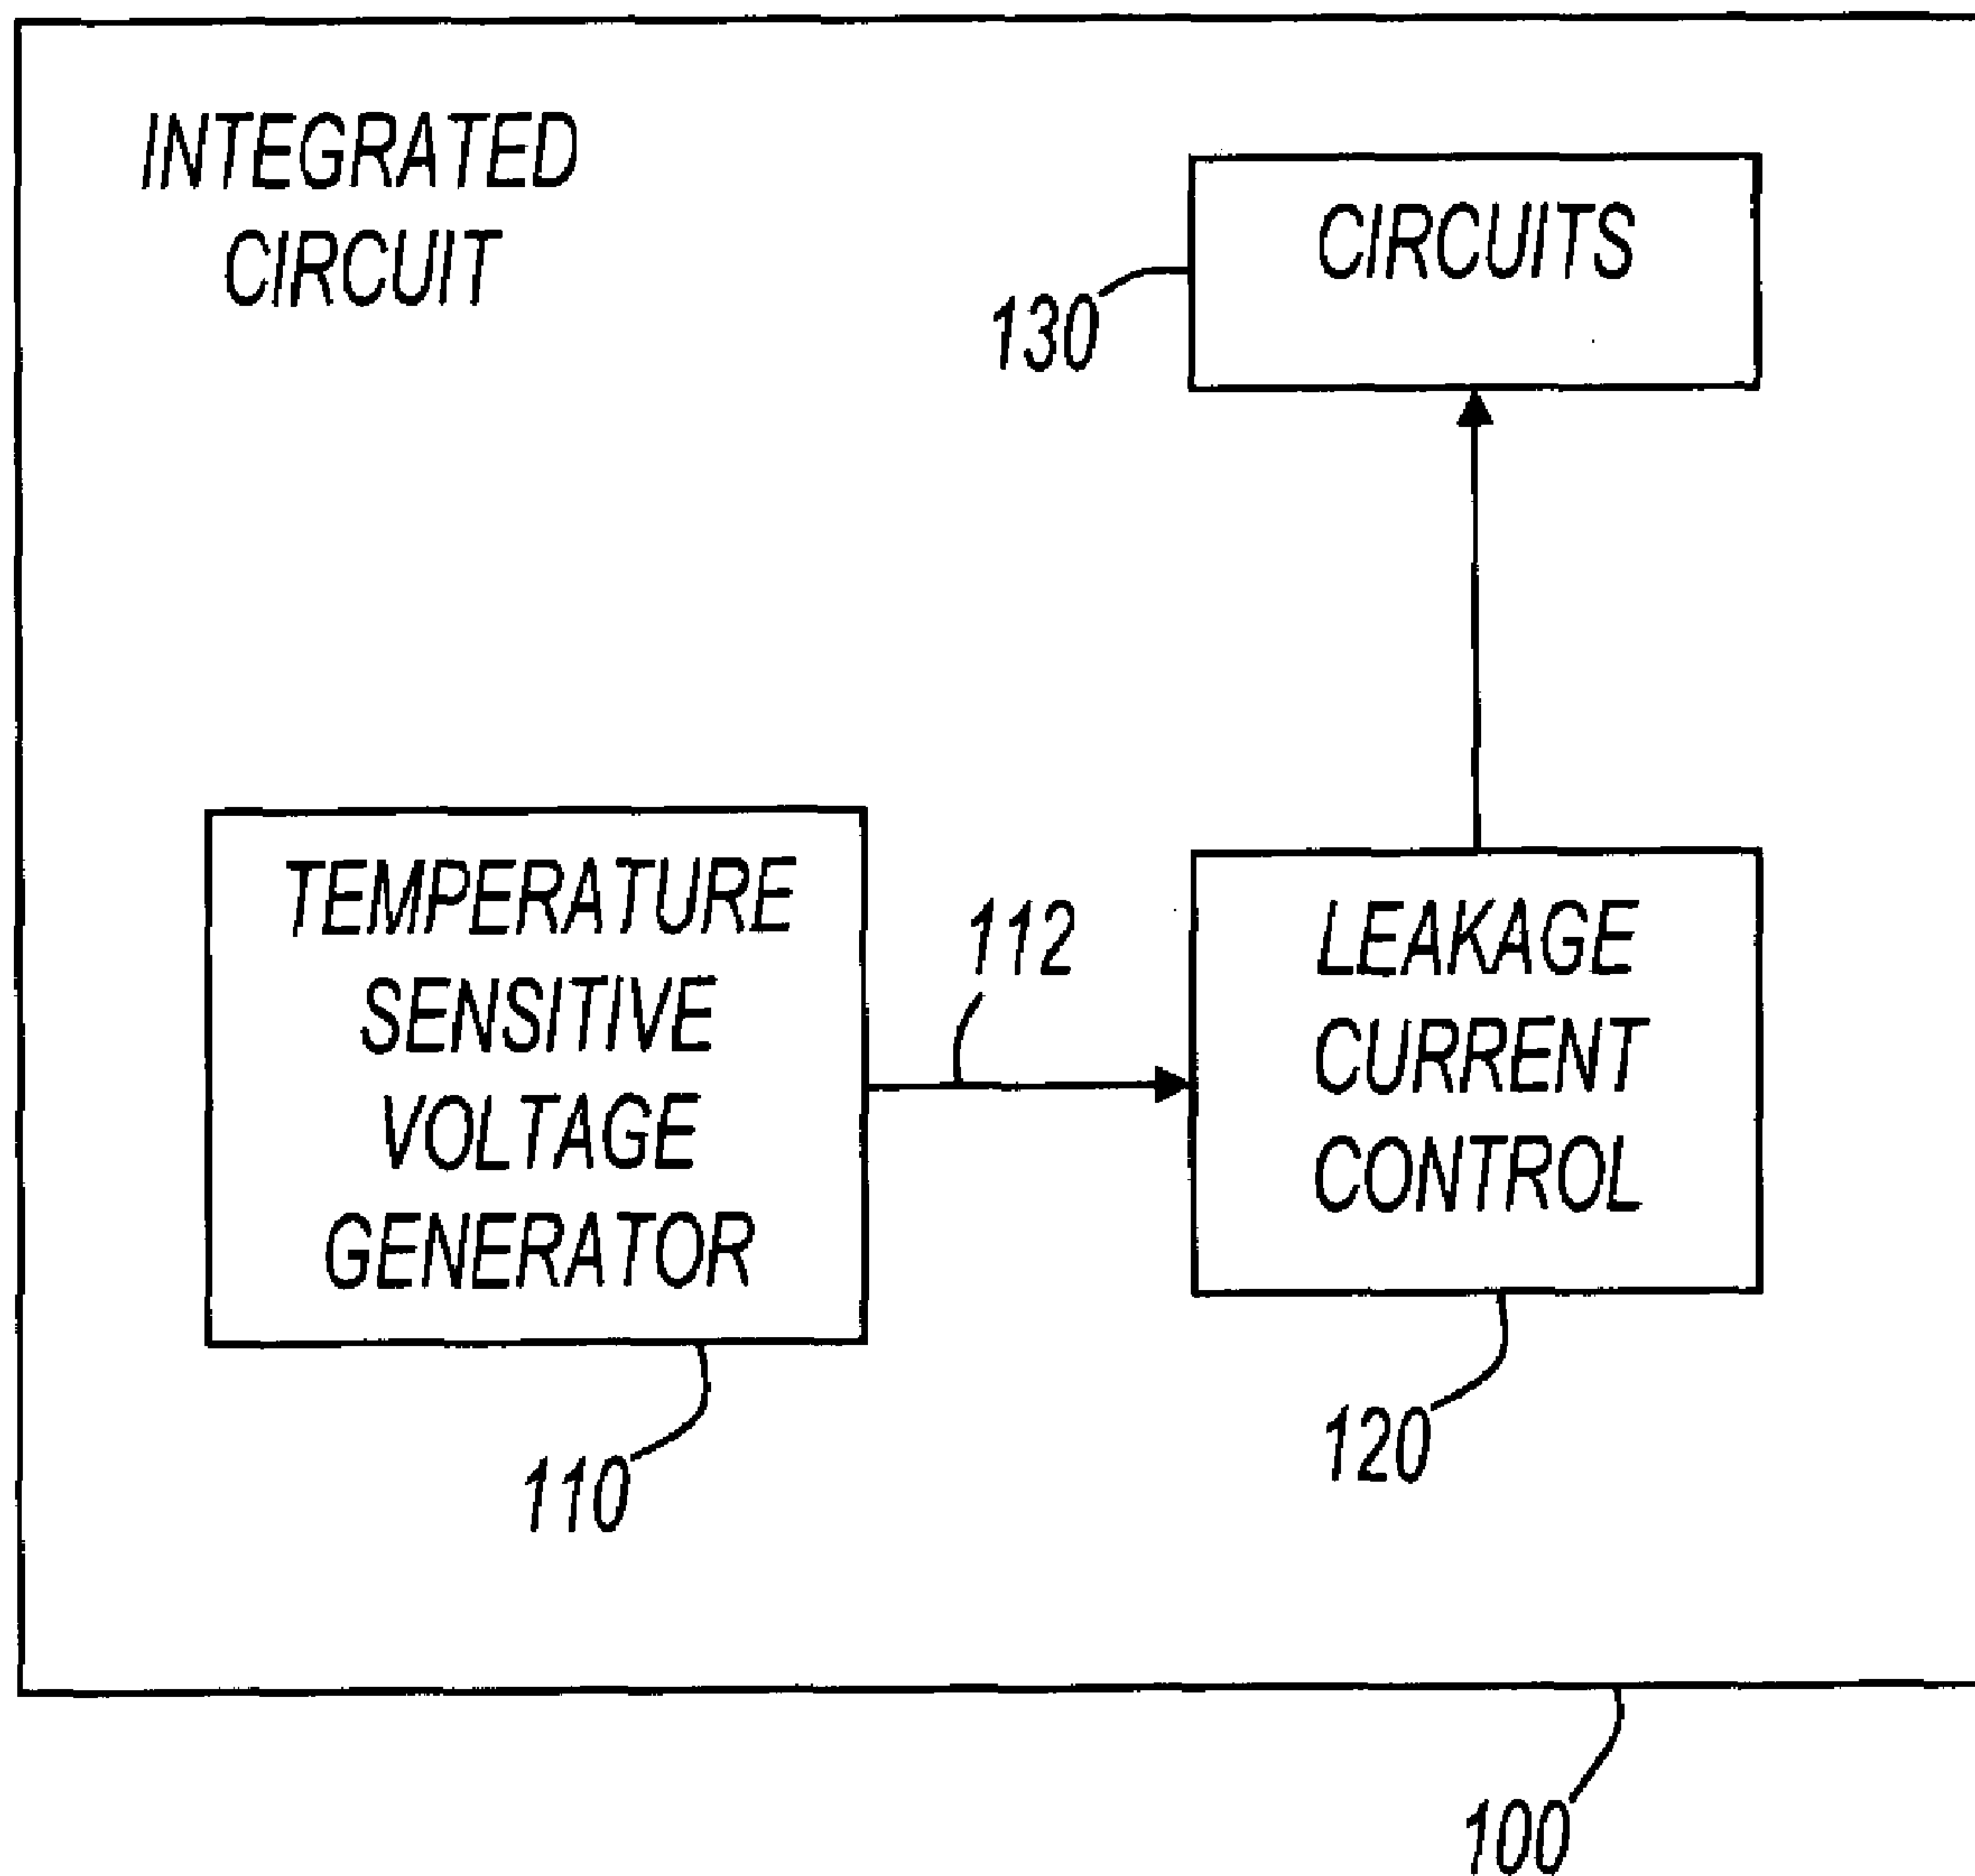 INTEGRATED
CIRCUIT
CIRCUITS
130
TEMPERATURE
SENSITIVE
VOLTAGE
GENERATOR
112
LEAKAGE
CURRENT
CONTROL
110
120
100